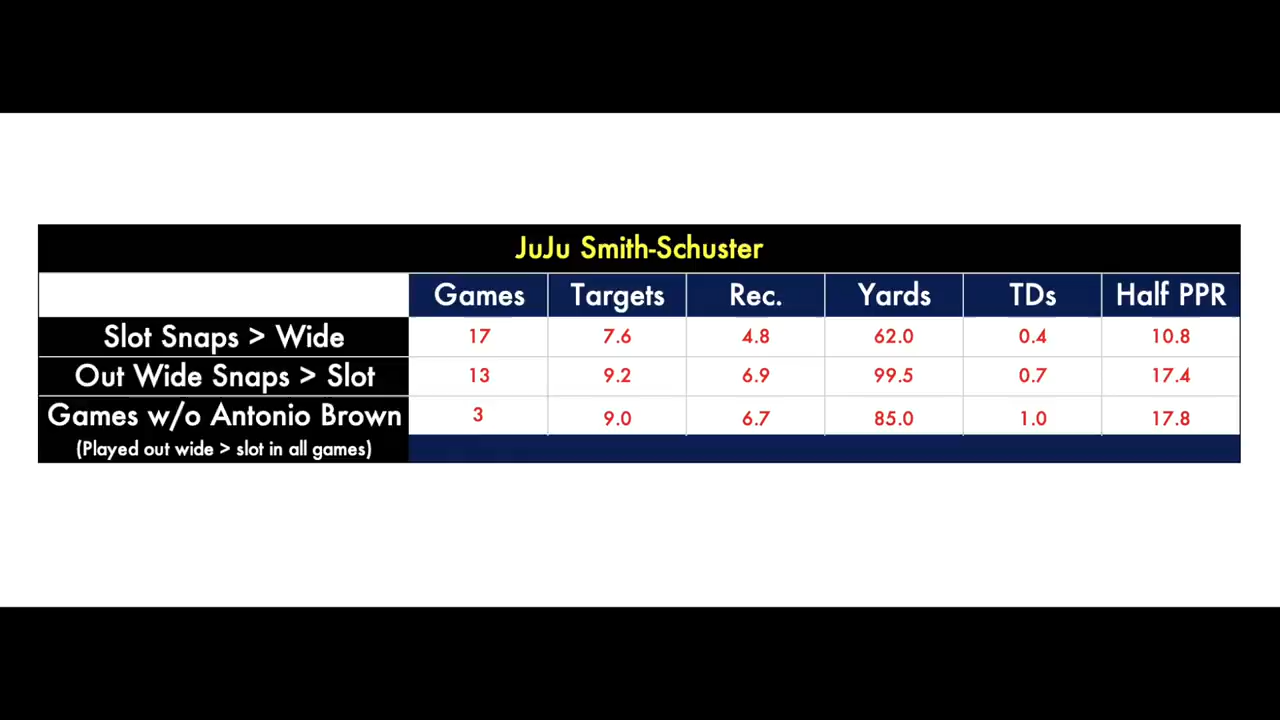 JuJu Smith-Schuster
Games Targets Rec. Yards TDs Half PPR
Slot Snaps > Wide 17 7.6 4.8 62.0 0.4 10.8
Out Wide Snaps > Slot 13 9.2 6.9 99.5 0.7 17.4
Games w/o Antonio Brown 3 9.0 6.7 85.0 1.0 17.8
(Played out wide > slot in all games)